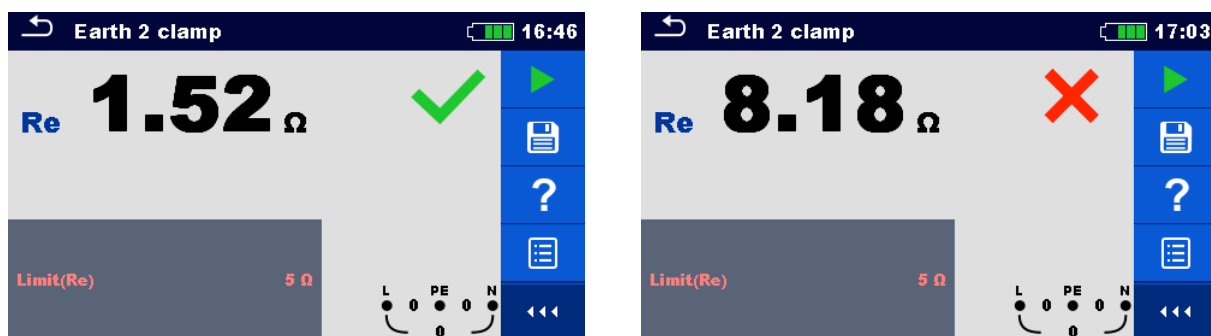 Earth 2 clamp 16:46
Re 1.52 Ω
?
Limit(Re) 5 Ω
L PE N
0 0
0
Earth 2 clamp 17:03
Re 8.18 Ω
?
Limit(Re) 5 Ω
L PE N
0 0
0